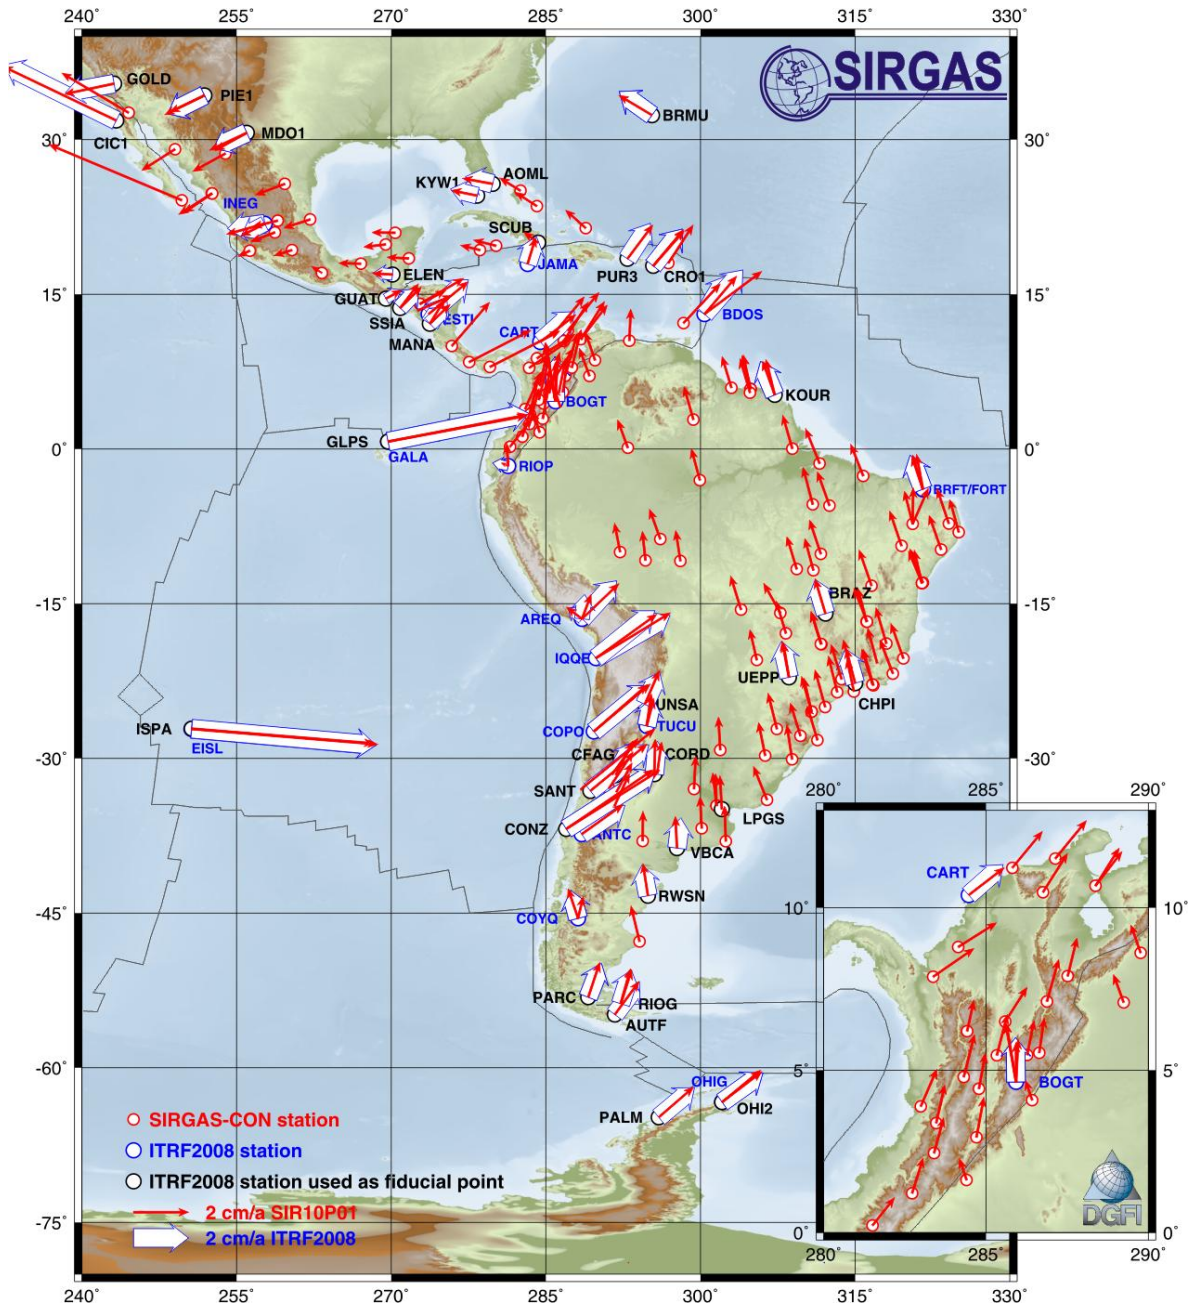 240° 255° 270° 285° 300° 315° 330°
SIRGAS
GOLD
PIE1
BRMU
MDO1
CIC1
30°
AOML
KYW1
INEG
SCUB
JAMA
PUR3
CRO1
ELEN
15°
GUAT
SSIA
ESTI
MANA
BDOS
CART
KOUR
BOGT
GLPS
GALA
0°
RIOP
BRFT/FORT
BRAZ
-15°
AREQ
IQQE
UEPP
CHPI
UNSA
ISPA
EISL
COPO
TUCU
CFAG
CORD
-30°
SANT
LPGS
CONZ
ANTC
VBCA
RWSN
COYQ
-45°
PARC
RIOG
AUTF
-60°
OHIG
PALM
OHI2
280° 285° 290°
CART
10° 10°
5° 5°
BOGT
DGFI
0° 0°
280° 285° 290°
SIRGAS-CON station
ITRF2008 station
ITRF2008 station used as fiducial point
2 cm/a SIR10P01
2 cm/a ITRF2008
-75°
240° 255° 270° 285° 300° 315° 330°